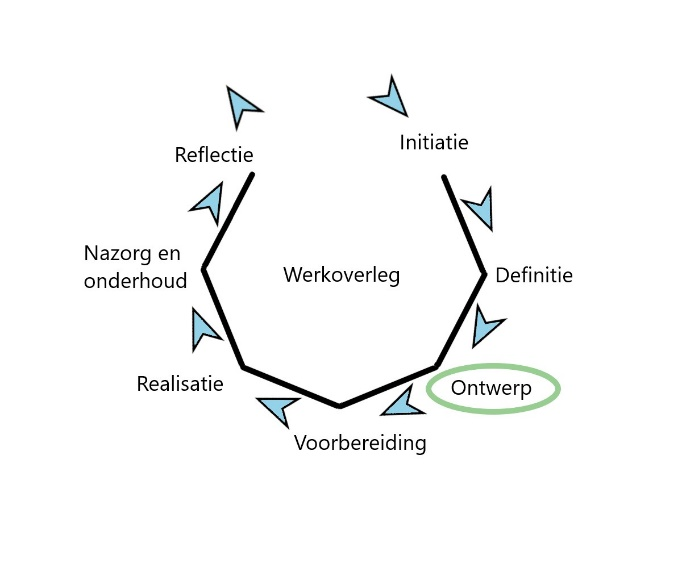 Initiatie
Reflectie
Nazorg en
onderhoud
Werkoverleg
Definitie
Realisatie
Ontwerp
Voorbereiding